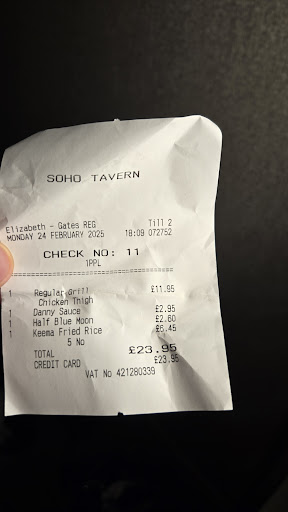 SOHO TAVERN
Elizabeth - Gates REG Till 2
MONDAY 24 FEBRUARY 2025 18:09 072752
CHECK NO: 11
1PPL
1 Regular Grill £11.95
Chicken Thigh
1 Danny Sauce £2.95
1 Half Blue Moon £2.60
1 Keema Fried Rice £6.45
5 No
TOTAL £23.95
CREDIT CARD £23.95
VAT No 421280339